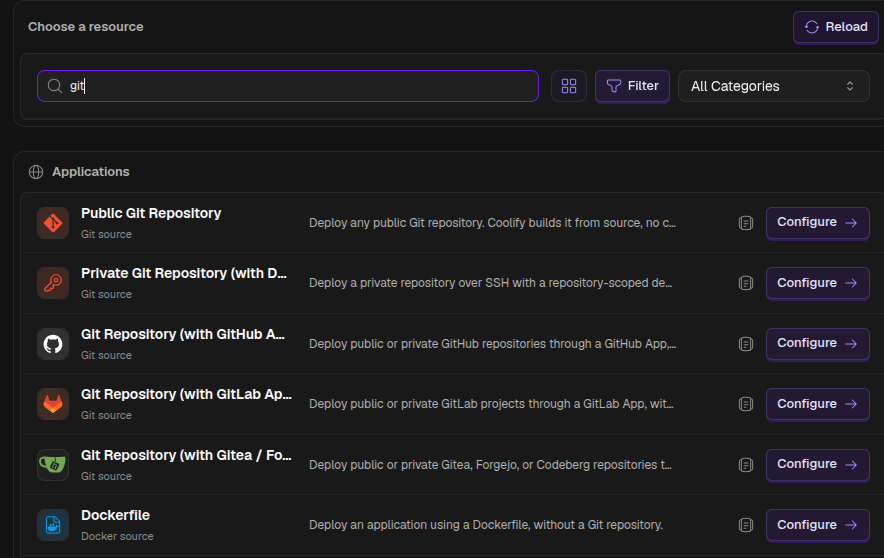 Choose a resource
Reload
git
Filter
All Categories
Applications
Public Git Repository
Git source
Deploy any public Git repository. Coolify builds it from source, no c...
Configure
Private Git Repository (with D...
Git source
Deploy a private repository over SSH with a repository-scoped de...
Configure
Git Repository (with GitHub A...
Git source
Deploy public or private GitHub repositories through a GitHub App,...
Configure
Git Repository (with GitLab Ap...
Git source
Deploy public or private GitLab projects through a GitLab App, wit...
Configure
Git Repository (with Gitea / Fo...
Git source
Deploy public or private Gitea, Forgejo, or Codeberg repositories t...
Configure
Dockerfile
Docker source
Deploy an application using a Dockerfile, without a Git repository.
Configure